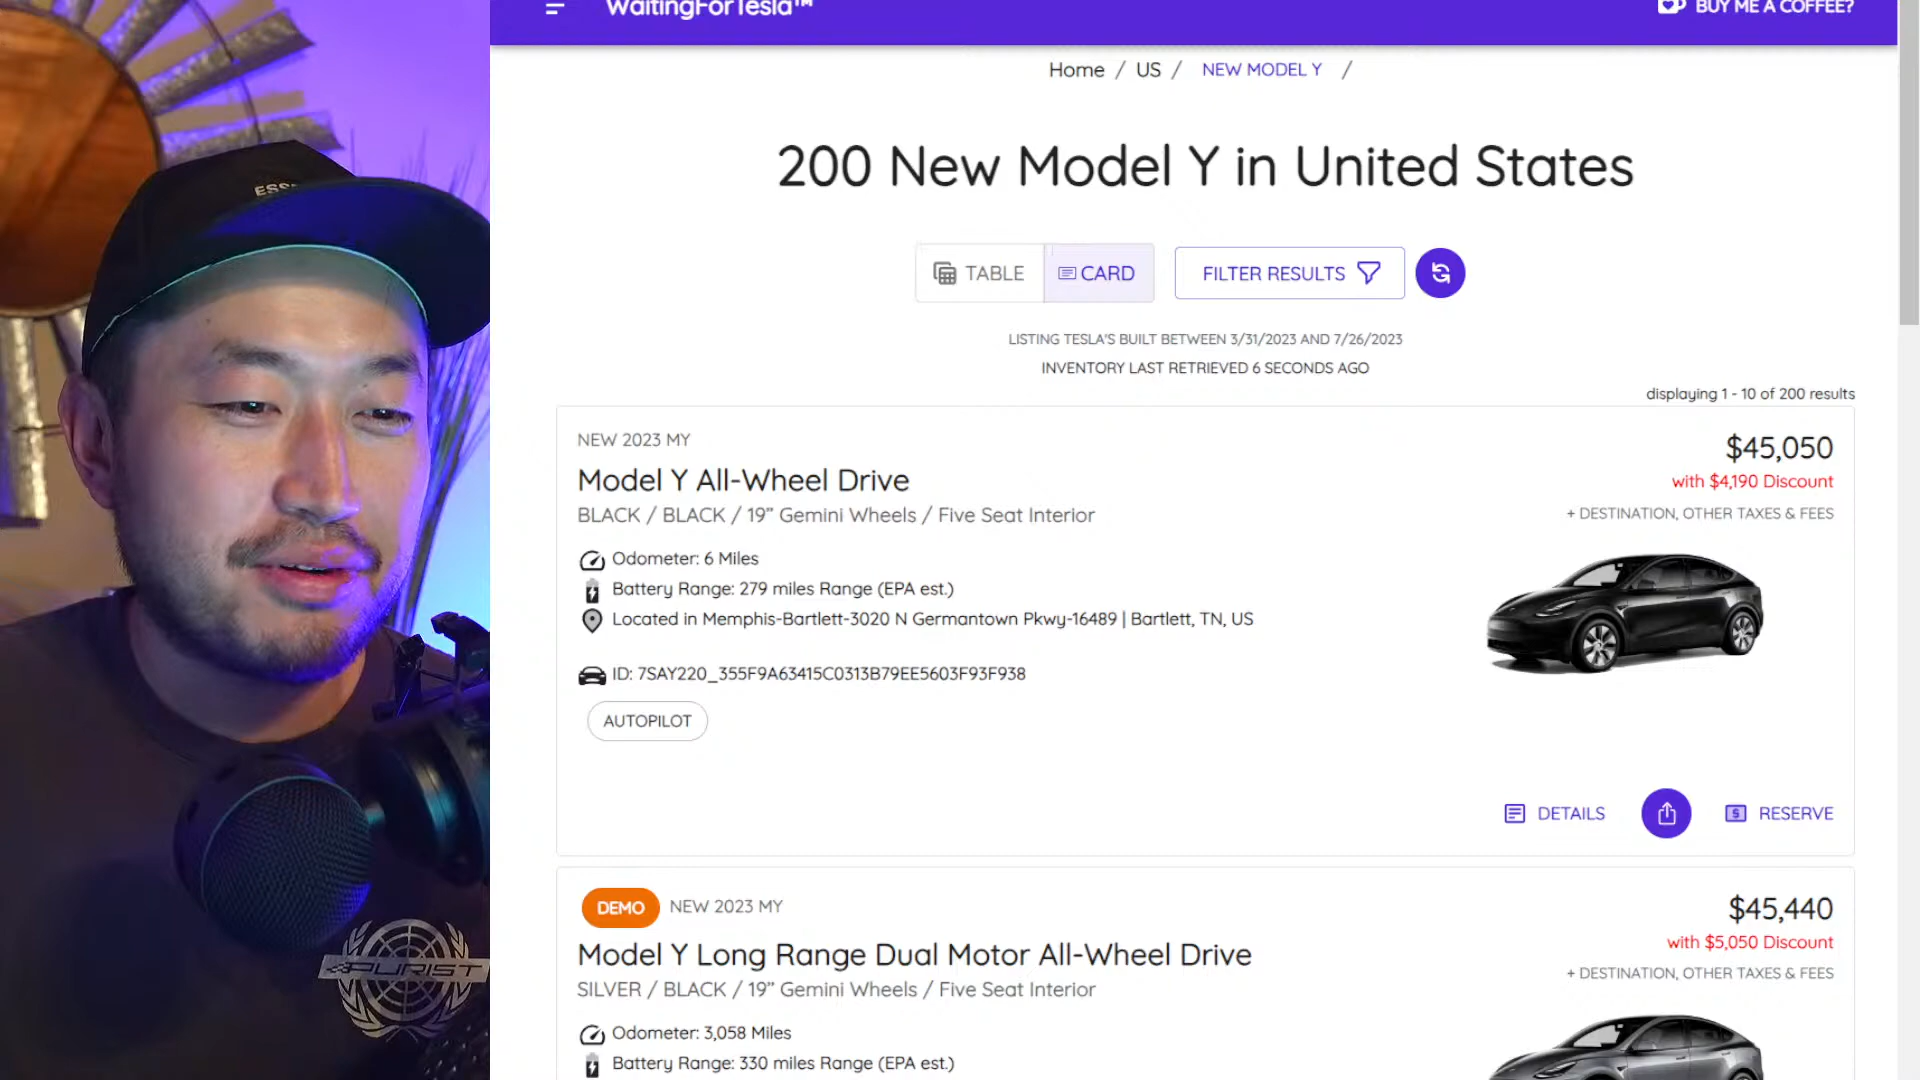 WaitingForTesla™
BUY ME A COFFEE?
Home / US / NEW MODEL Y /
200 New Model Y in United States
TABLE
CARD
FILTER RESULTS
LISTING TESLA'S BUILT BETWEEN 3/31/2023 AND 7/26/2023
INVENTORY LAST RETRIEVED 6 SECONDS AGO
displaying 1 - 10 of 200 results
NEW 2023 MY
$45,050
Model Y All-Wheel Drive
with $4,190 Discount
BLACK / BLACK / 19” Gemini Wheels / Five Seat Interior
+ DESTINATION, OTHER TAXES & FEES
Odometer: 6 Miles
Battery Range: 279 miles Range (EPA est.)
Located in Memphis-Bartlett-3020 N Germantown Pkwy-16489 | Bartlett, TN, US
ID: 7SAY220_355F9A63415C0313B79EE5603F93F938
AUTOPILOT
DETAILS
RESERVE
DEMO NEW 2023 MY
$45,440
with $5,050 Discount
Model Y Long Range Dual Motor All-Wheel Drive
+ DESTINATION, OTHER TAXES & FEES
SILVER / BLACK / 19” Gemini Wheels / Five Seat Interior
Odometer: 3,058 Miles
Battery Range: 330 miles Range (EPA est.)
PURIST